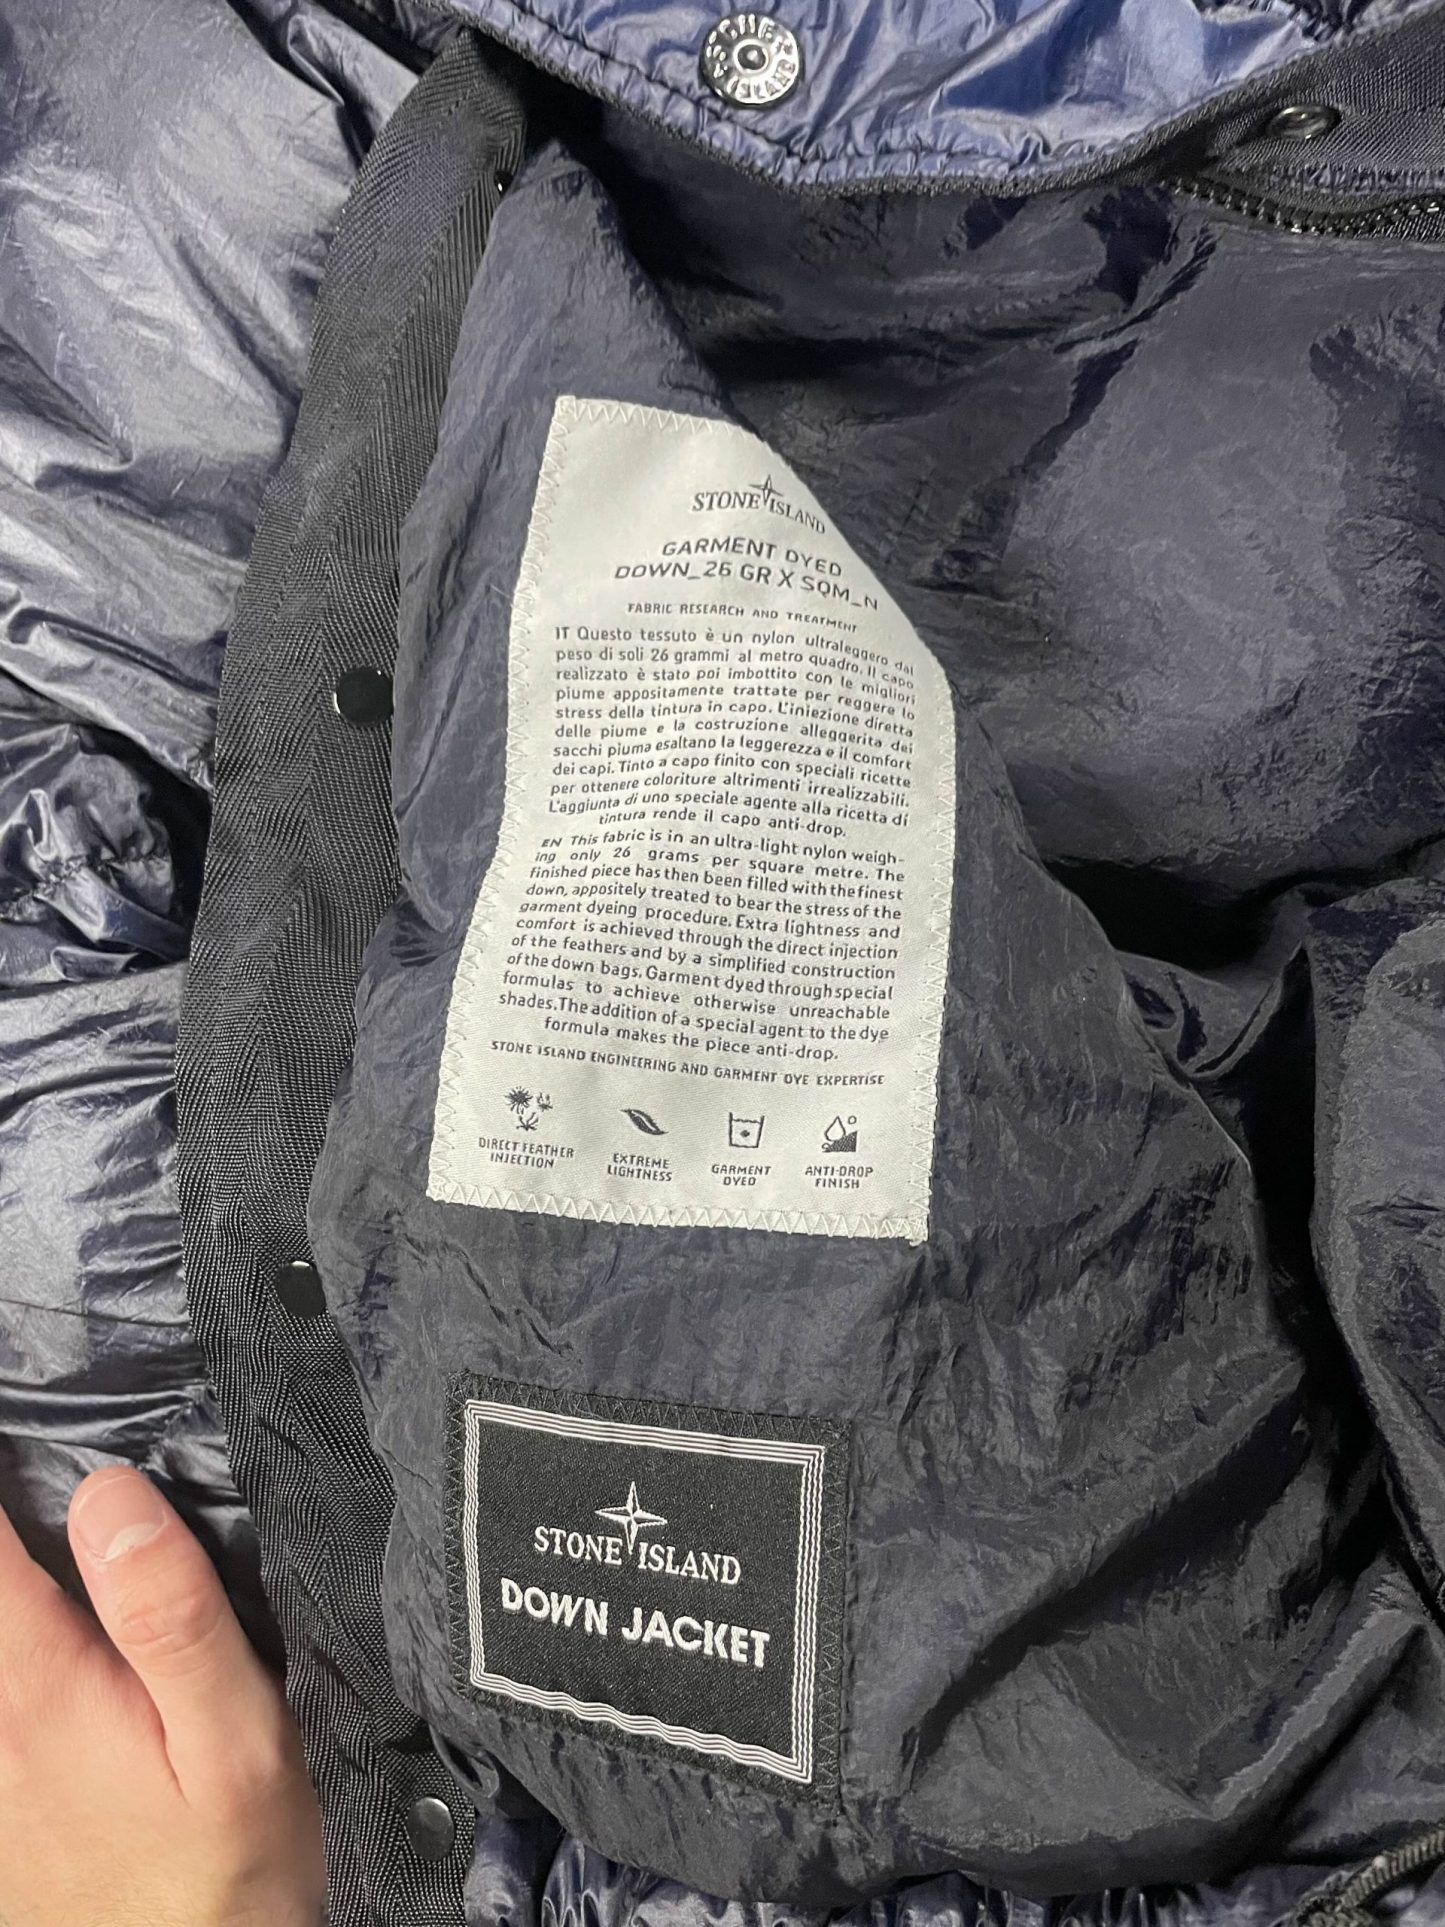 STONE ISLAND
STONE ISLAND
GARMENT DYED
DOWN_26 GR X SQM_N
FABRIC RESEARCH AND TREATMENT
IT Questo tessuto è un nylon ultraleggero dal
peso di soli 26 grammi al metro quadro. Il capo
realizzato è stato poi imbottito con le migliori
piume appositamente trattate per reggere lo
stress della tintura in capo. L'iniezione diretta
delle piume e la costruzione alleggerita dei
sacchi piuma esaltano la leggerezza e il comfort
dei capi. Tinto a capo finito con speciali ricette
per ottenere coloriture altrimenti irrealizzabili.
L'aggiunta di uno speciale agente alla ricetta di
tintura rende il capo anti-drop.
EN This fabric is in an ultra-light nylon weigh-
ing only 26 grams per square metre. The
finished piece has then been filled with the finest
down, appositely treated to bear the stress of the
garment dyeing procedure. Extra lightness and
comfort is achieved through the direct injection
of the feathers and by a simplified construction
of the down bags. Garment dyed through special
formulas to achieve otherwise unreachable
shades. The addition of a special agent to the dye
formula makes the piece anti-drop.
STONE ISLAND ENGINEERING AND GARMENT DYE EXPERTISE
DIRECT FEATHER
INJECTION
EXTREME
LIGHTNESS
GARMENT
DYED
ANTI-DROP
FINISH
STONE ISLAND
DOWN JACKET